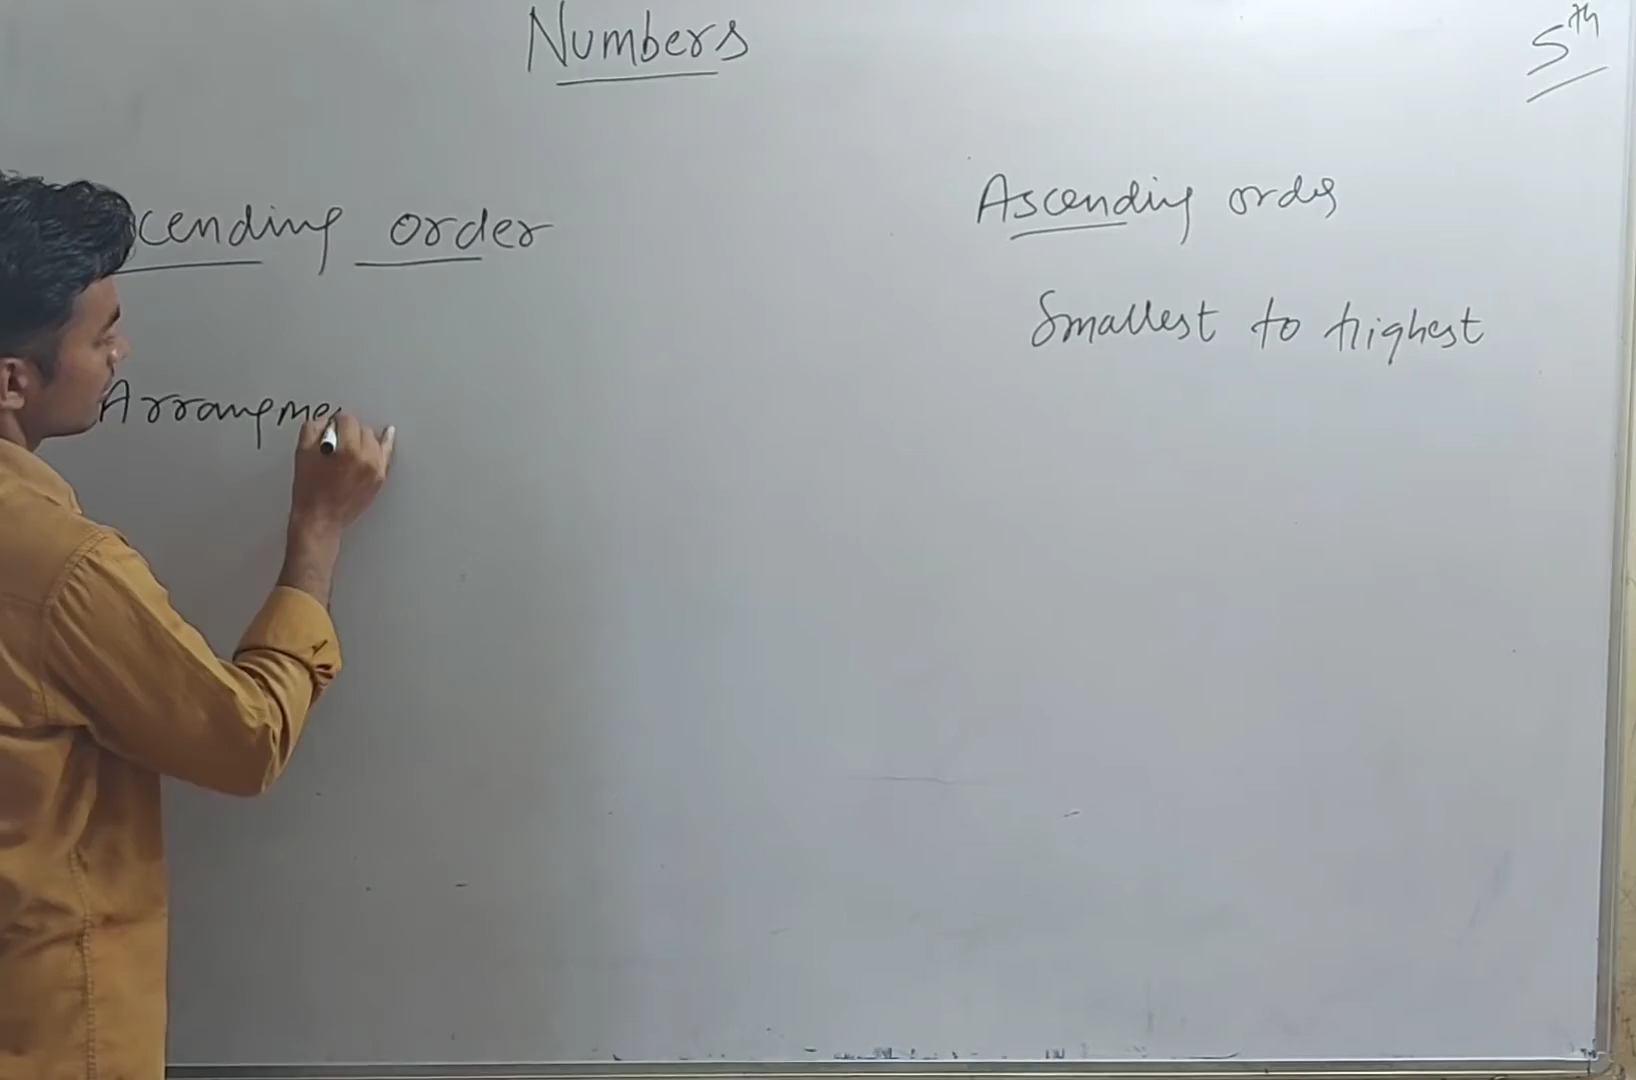 Numbers
5th
cending order
Arrangme
Ascending order
Smallest to highest